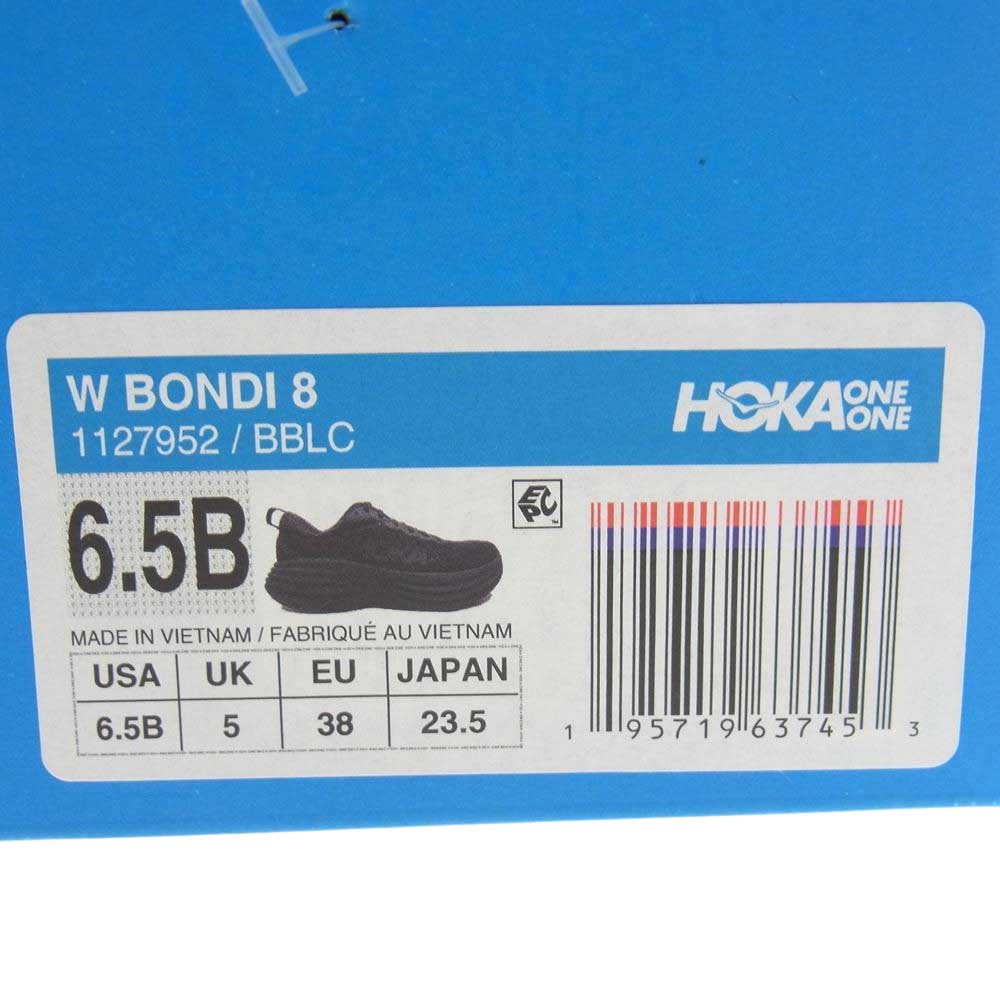 W BONDI 8
1127952 / BBLC
HOKA ONE ONE
6.5B
EPC
MADE IN VIETNAM / FABRIQUÉ AU VIETNAM
USA UK EU JAPAN
6.5B 5 38 23.5
1 95719 63745 3